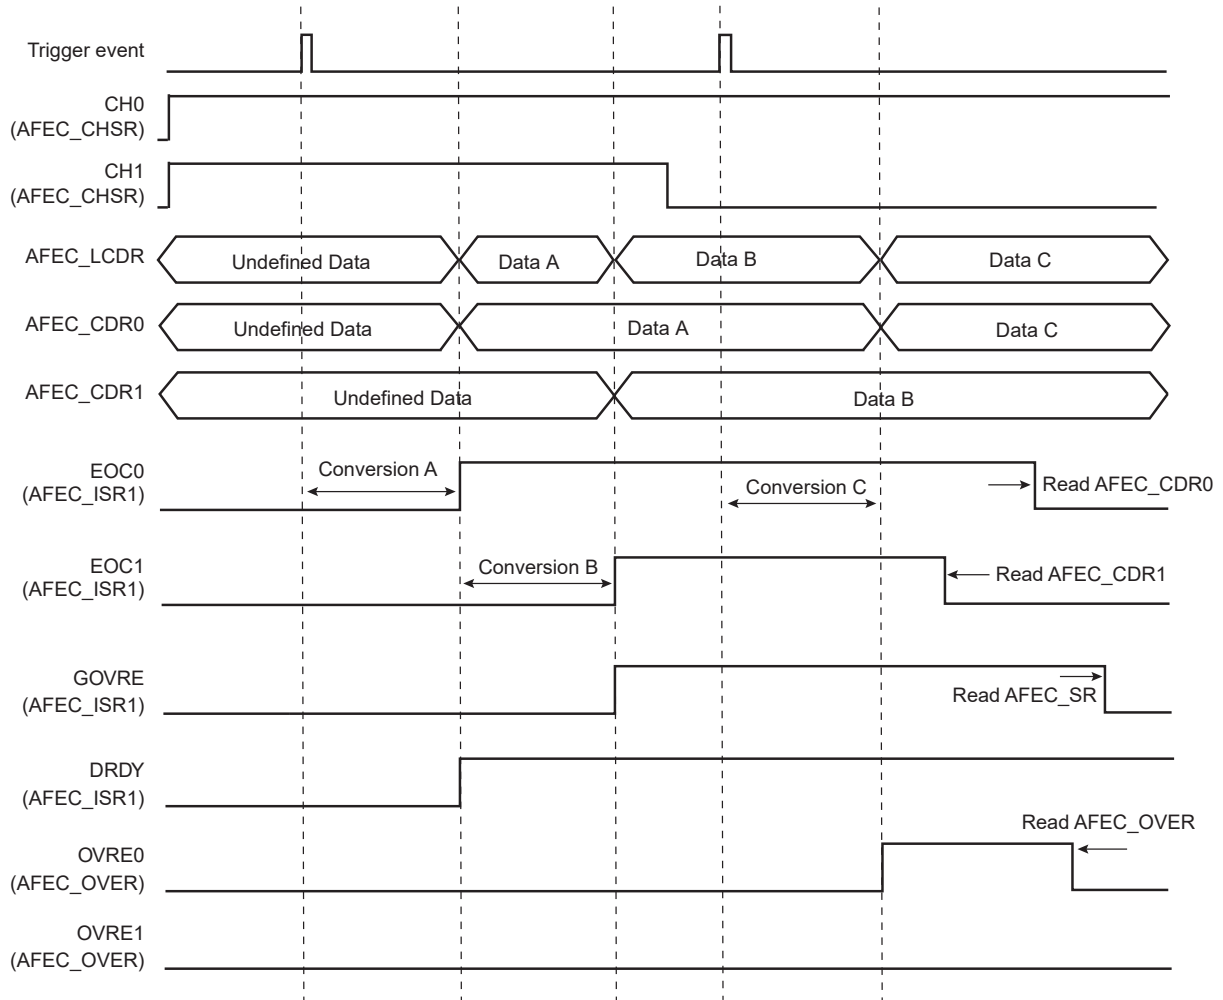 Trigger event
CH0
(AFEC_CHSR)
CH1
(AFEC_CHSR)
AFEC_LCDR
Undefined Data
Data A
Data B
Data C
AFEC_CDR0
Undefined Data
Data A
Data C
AFEC_CDR1
Undefined Data
Data B
EOC0
(AFEC_ISR1)
Conversion A
Conversion C
Read AFEC_CDR0
EOC1
(AFEC_ISR1)
Conversion B
Read AFEC_CDR1
GOVRE
(AFEC_ISR1)
Read AFEC_SR
DRDY
(AFEC_ISR1)
Read AFEC_OVER
OVRE0
(AFEC_OVER)
OVRE1
(AFEC_OVER)